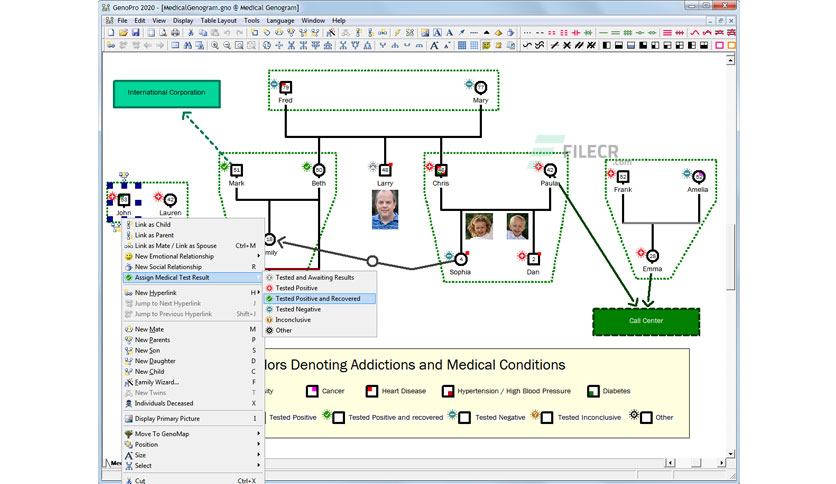 GenoPro 2020 - [MedicalGenogram.gno @ Medical Genogram]
File Edit View Display Table Layout Tools Language Window Help
International Corporation
79
Fred
77
Mary
FILECR
.com
51
Mark
50
Beth
48
Larry
Chris
42
Paula
52
Frank
Amelia
John
42
Lauren
18
mily
4
Sophia
2
Dan
28
Emma
Call Center
Link as Child
Link as Parent
Link as Mate / Link as Spouse Ctrl+M
New Emotional Relationship
New Social Relationship R
Assign Medical Test Result
New Hyperlink H
Jump to Next Hyperlink
Jump to Previous Hyperlink Shift+J
New Mate M
New Parents P
New Son S
New Daughter D
New Child C
Family Wizard... F
New Twins T
Individuals Deceased X
Display Primary Picture I
Move To GenoMap
Position
Size
Select
Cut Ctrl+X
Tested and Awaiting Results
Tested Positive
Tested Positive and Recovered
Tested Negative
Inconclusive
Other
lors Denoting Addictions and Medical Conditions
sity Cancer Heart Disease Hypertension / High Blood Pressure Diabetes
Tested Positive Tested Positive and recovered Tested Negative Tested Inconclusive Other
Me